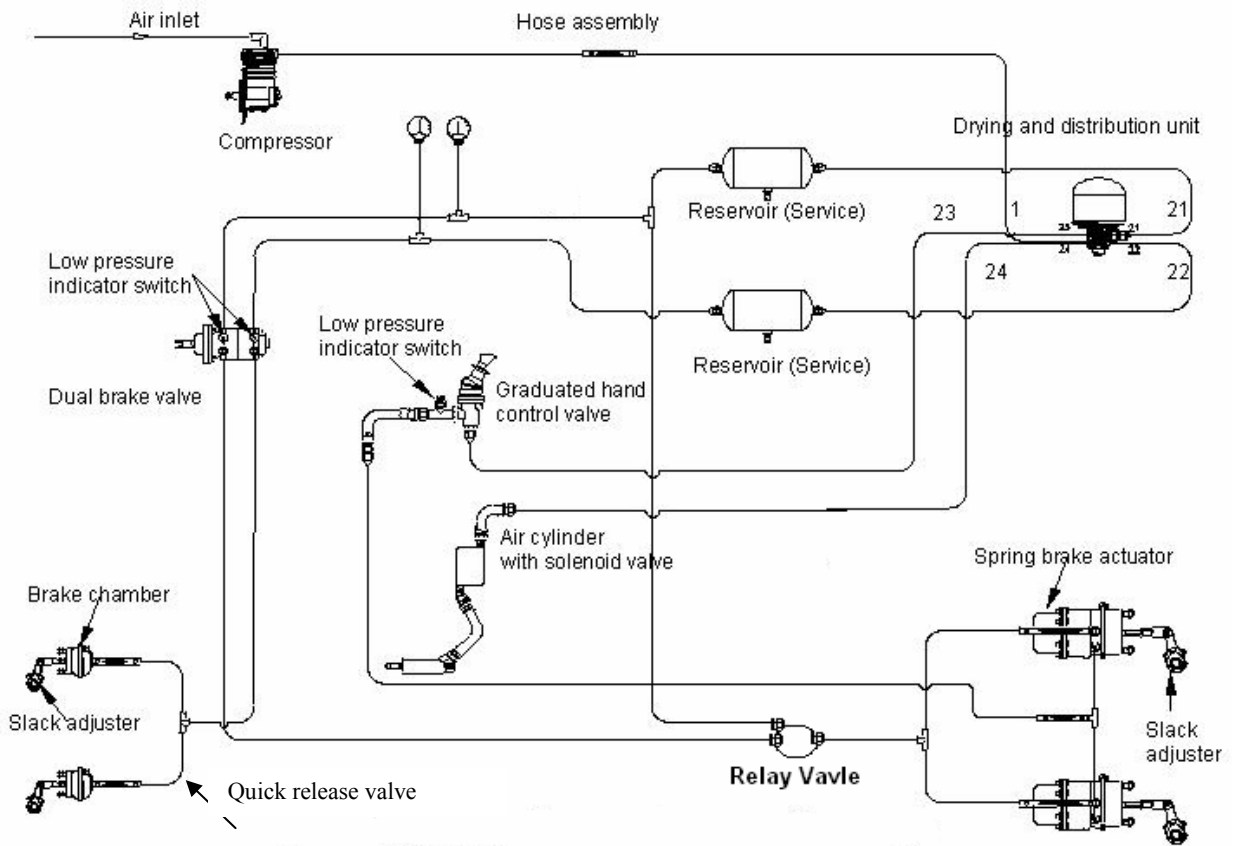 Air inlet
Hose assembly
Compressor
Drying and distribution unit
Reservoir (Service)
23
1
21
24
22
Low pressure
indicator switch
Low pressure
indicator switch
Reservoir (Service)
Dual brake valve
Graduated hand
control valve
Air cylinder
with solenoid valve
Spring brake actuator
Brake chamber
Slack adjuster
Slack
adjuster
Relay Vavle
Quick release valve